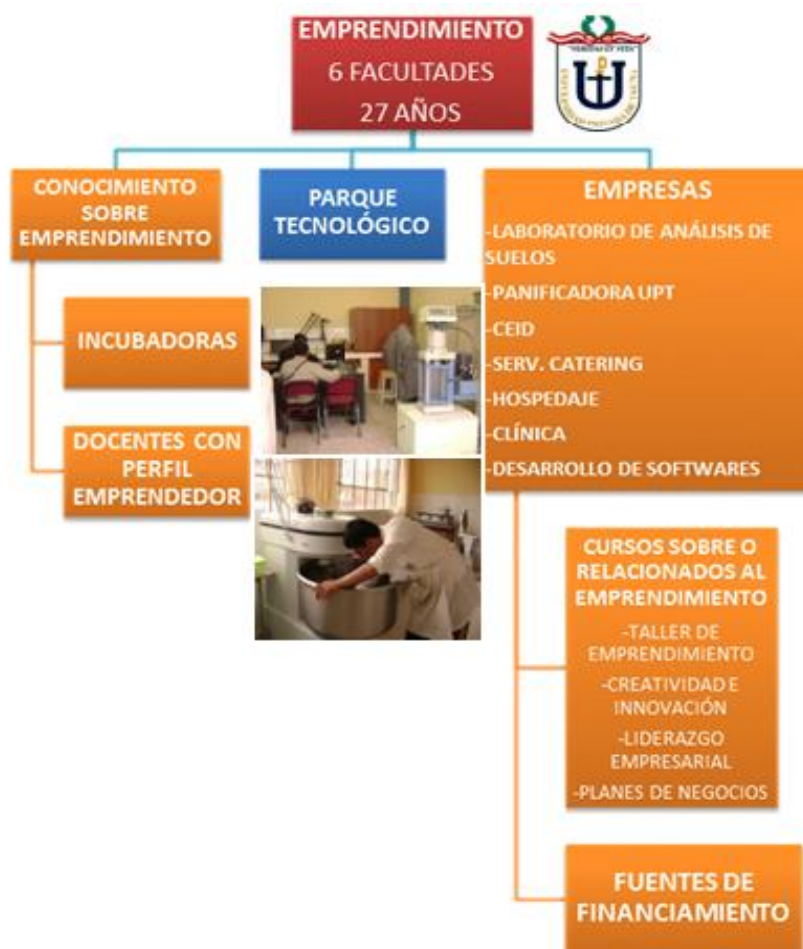 EMPRENDIMIENTO
6 FACULTADES
27 AÑOS
CONOCIMIENTO
SOBRE
EMPRENDIMIENTO
INCUBADORAS
DOCENTES CON
PERFIL
EMPRENDEDOR
PARQUE
TECNOLÓGICO
EMPRESAS
-LABORATORIO DE ANÁLISIS DE
SUELOS
-PANIFICADORA UPT
-CEID
-SERV. CATERING
-HOSPEDAJE
-CLÍNICA
-DESARROLLO DE SOFTWARES
CURSOS SOBRE O
RELACIONADOS AL
EMPRENDIMIENTO
-TALLER DE
EMPRENDIMIENTO
-CREATIVIDAD E
INNOVACIÓN
-LIDERAZGO
EMPRESARIAL
-PLANES DE NEGOCIOS
FUENTES DE
FINANCIAMIENTO